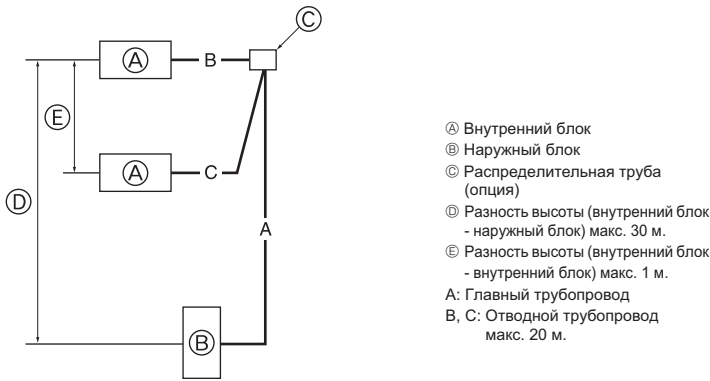 Ⓒ
Ⓐ
B
Ⓔ
Ⓐ
C
Ⓓ
A
Ⓑ
Ⓐ Внутренний блок
Ⓑ Наружный блок
Ⓒ Распределительная труба
(опция)
Ⓓ Разность высоты (внутренний блок
- наружный блок) макс. 30 м.
Ⓔ Разность высоты (внутренний блок
- внутренний блок) макс. 1 м.
A: Главный трубопровод
B, C: Отводной трубопровод
макс. 20 м.